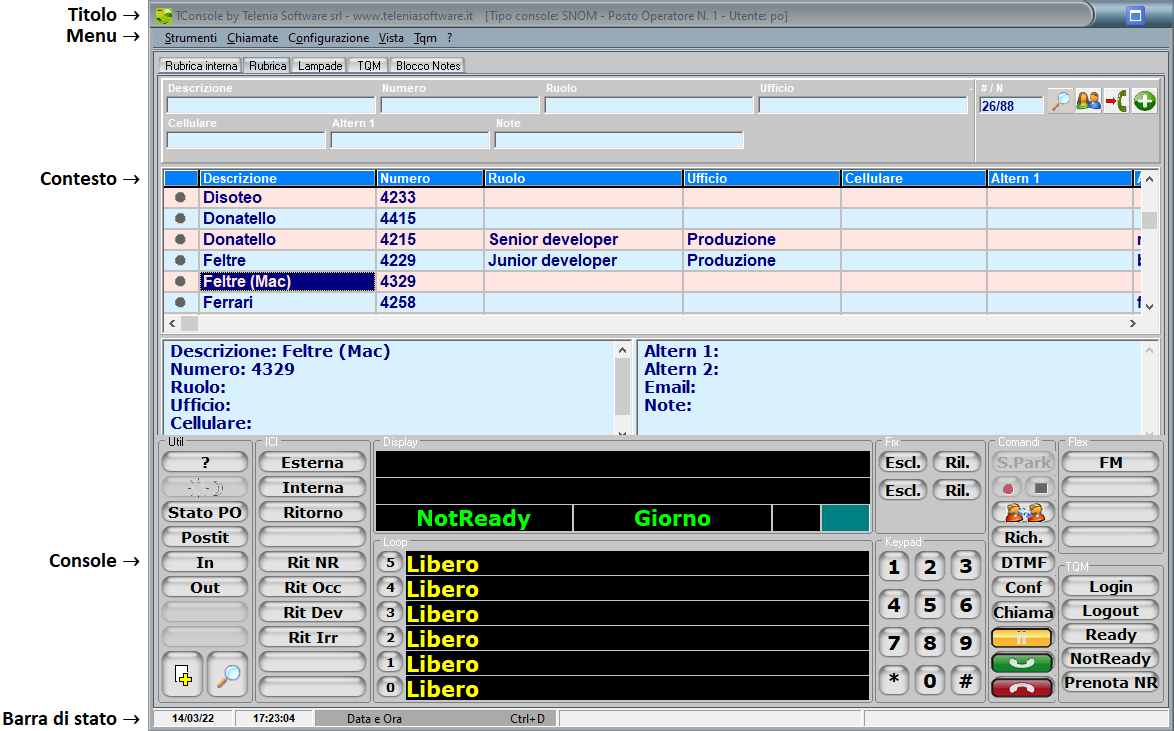 Titolo →
TConsole by Telenia Software srl - www.teleniasoftware.it [Tipo console: SNOM - Posto Operatore N. 1 - Utente: po]
Menu →
Strumenti Chiamate Configurazione Vista Tqm ?
Rubrica interna Rubrica Lampade TQM Blocco Notes
Descrizione Numero Ruolo Ufficio # / N
26/88
Cellulare Altern 1 Note
Contesto →
Descrizione Numero Ruolo Ufficio Cellulare Altern 1
Disoteo 4233
Donatello 4415
Donatello 4215 Senior developer Produzione
Feltre 4229 Junior developer Produzione
Feltre (Mac) 4329
Ferrari 4258
Descrizione: Feltre (Mac)
Numero: 4329
Ruolo:
Ufficio:
Cellulare:
Altern 1:
Altern 2:
Email:
Note:
Console →
Util
?
Stato PO
Postit
In
Out
ICI
Esterna
Interna
Ritorno
Rit NR
Rit Occ
Rit Dev
Rit Irr
Display
NotReady Giorno
Loop
5 Libero
4 Libero
3 Libero
2 Libero
1 Libero
0 Libero
Fix
Escl. Ril.
Escl. Ril.
Keypad
1 2 3
4 5 6
7 8 9
* 0 #
Comandi
S.Park
Rich.
DTMF
Conf
Chiama
Flex
FM
TQM
Login
Logout
Ready
NotReady
Prenota NR
Barra di stato →
14/03/22 17:23:04 Data e Ora Ctrl+D